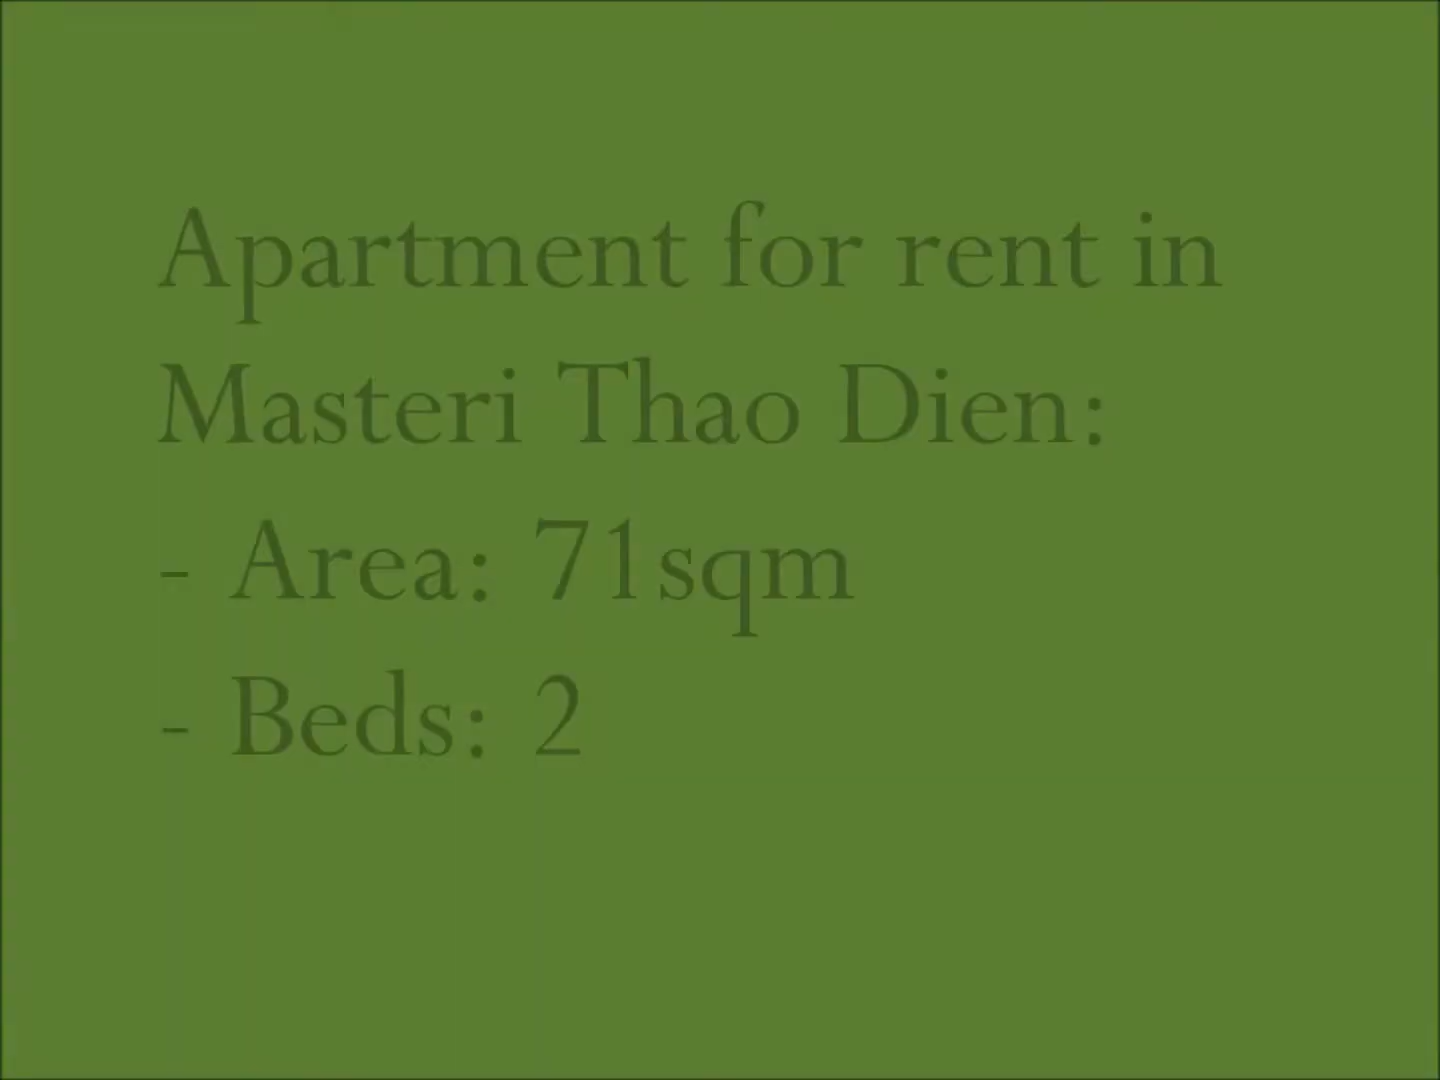 Apartment for rent in
Masteri Thao Dien:
- Area: 71sqm
- Beds: 2